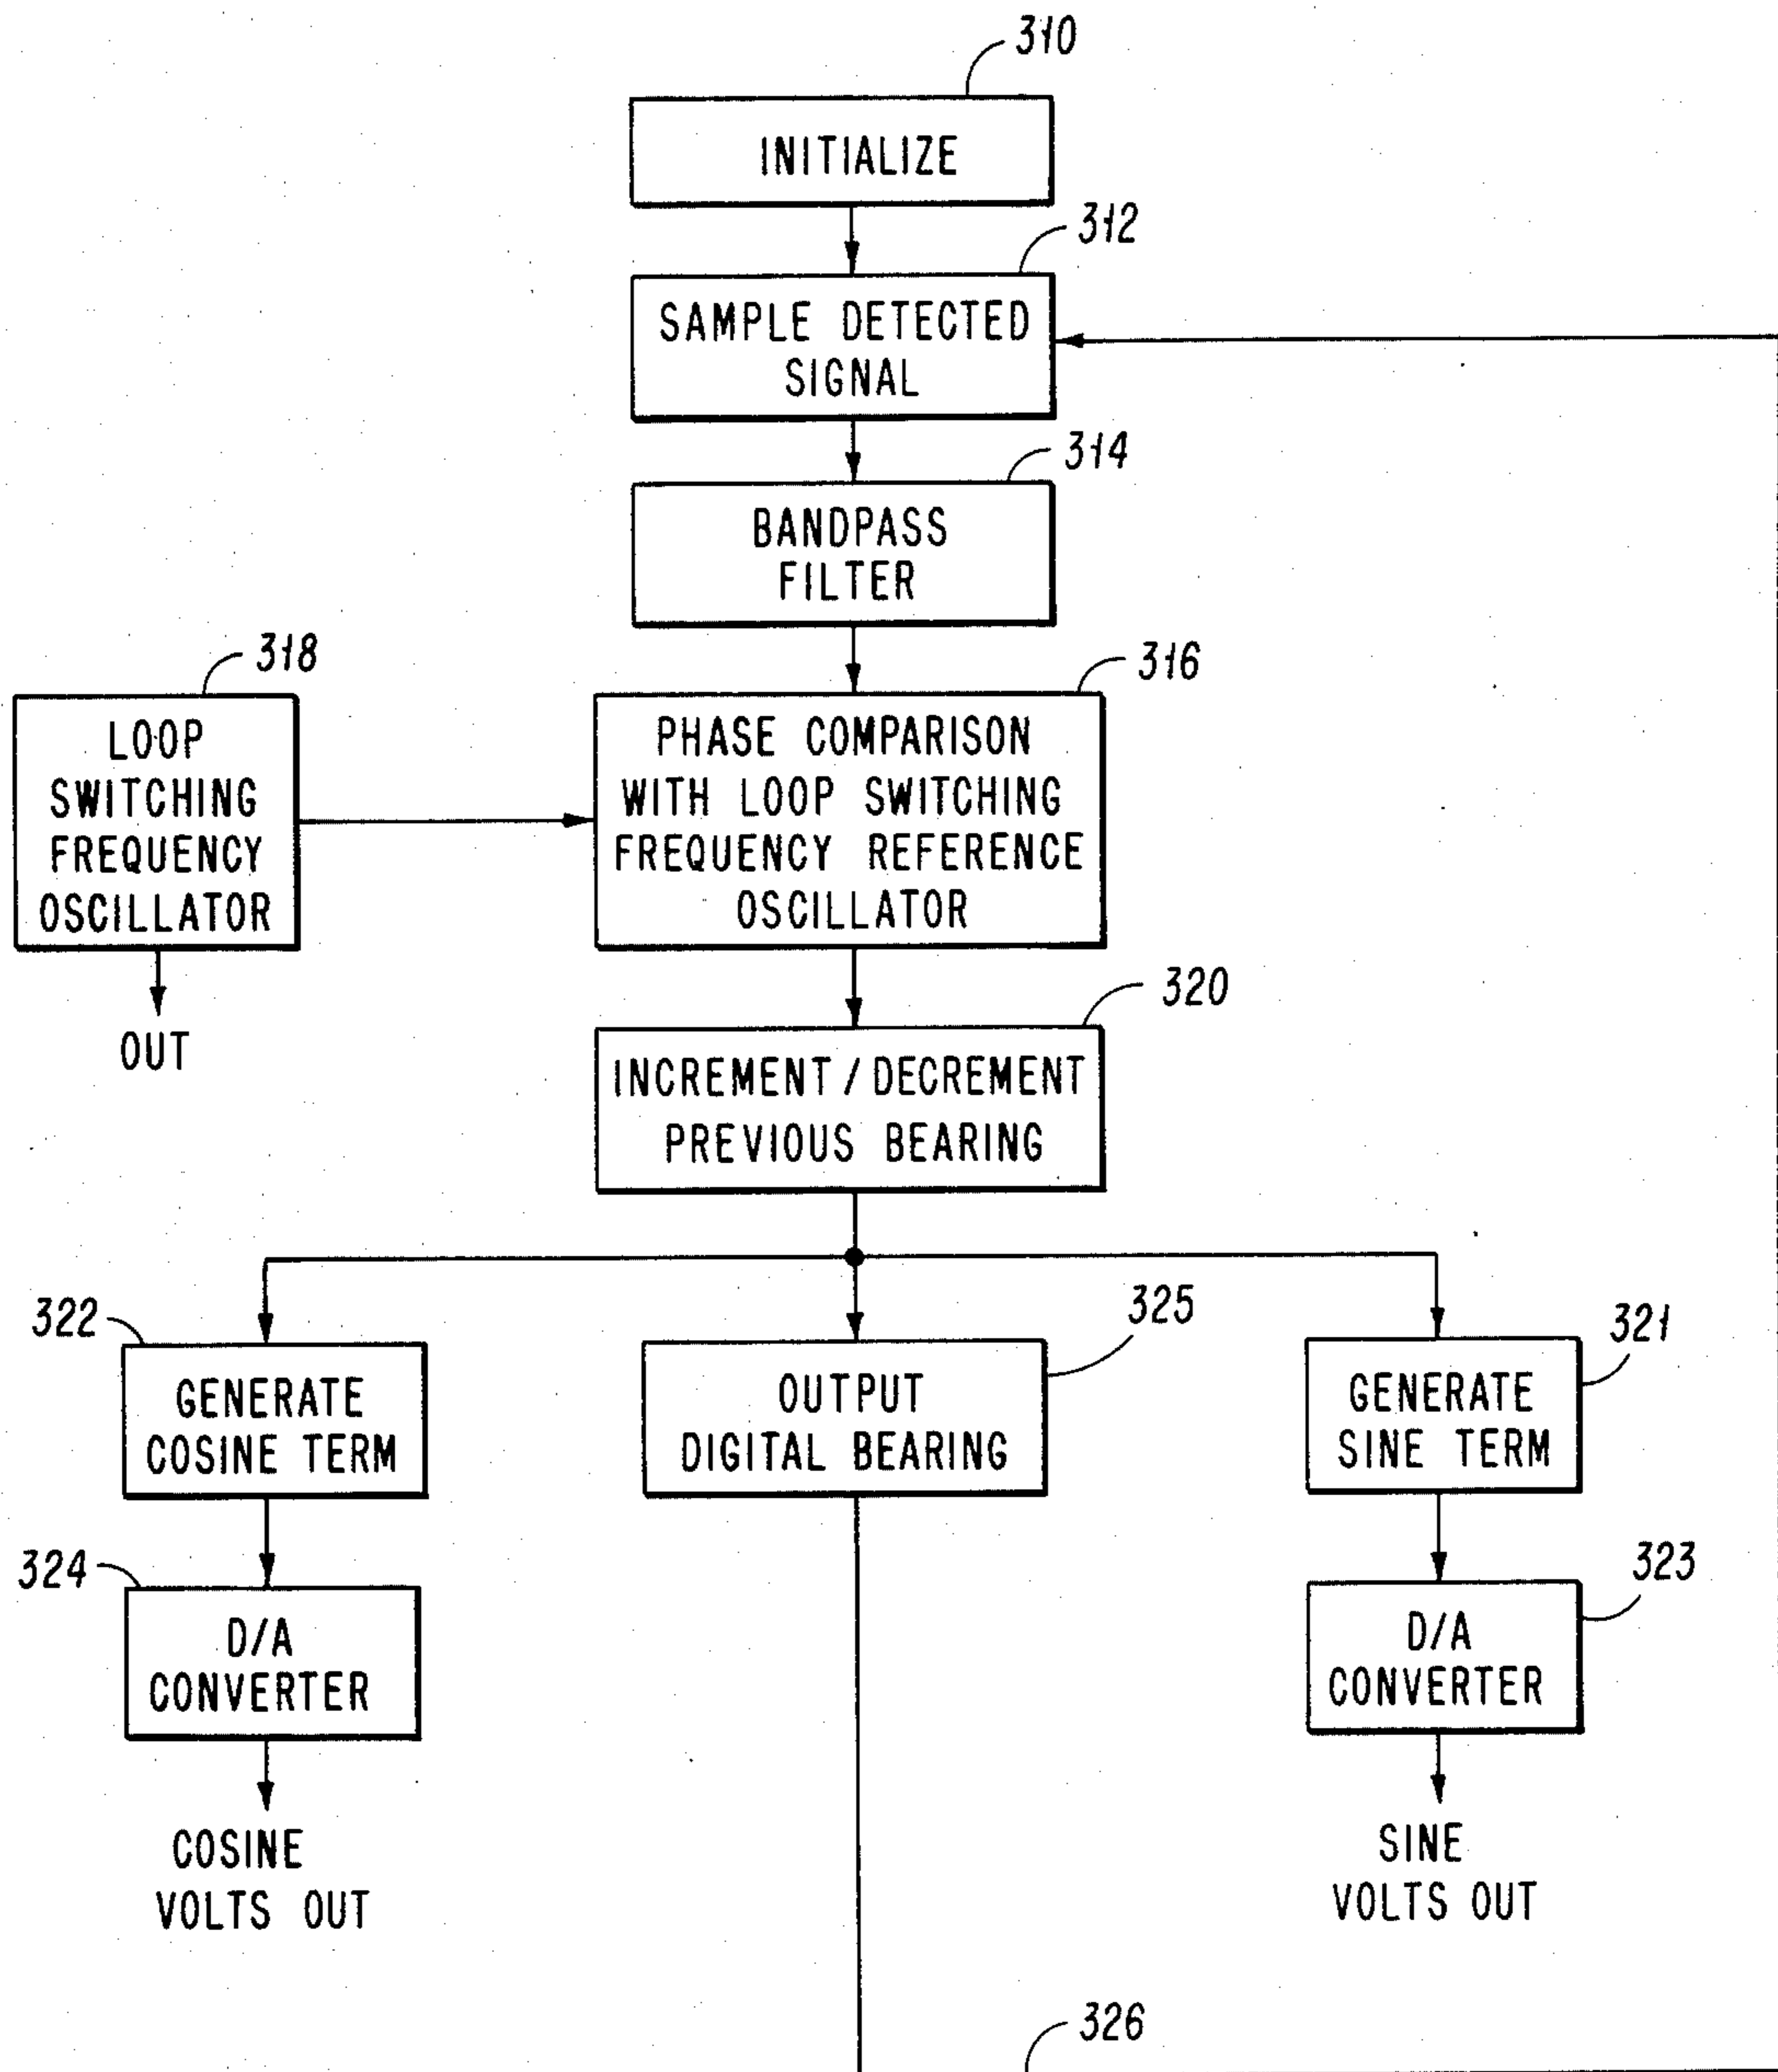 310
INITIALIZE
312
SAMPLE DETECTED
SIGNAL
314
BANDPASS
FILTER
318
LOOP
SWITCHING
FREQUENCY
OSCILLATOR
OUT
316
PHASE COMPARISON
WITH LOOP SWITCHING
FREQUENCY REFERENCE
OSCILLATOR
320
INCREMENT / DECREMENT
PREVIOUS BEARING
322
GENERATE
COSINE TERM
325
OUTPUT
DIGITAL BEARING
321
GENERATE
SINE TERM
324
D/A
CONVERTER
323
D/A
CONVERTER
COSINE
VOLTS OUT
SINE
VOLTS OUT
326